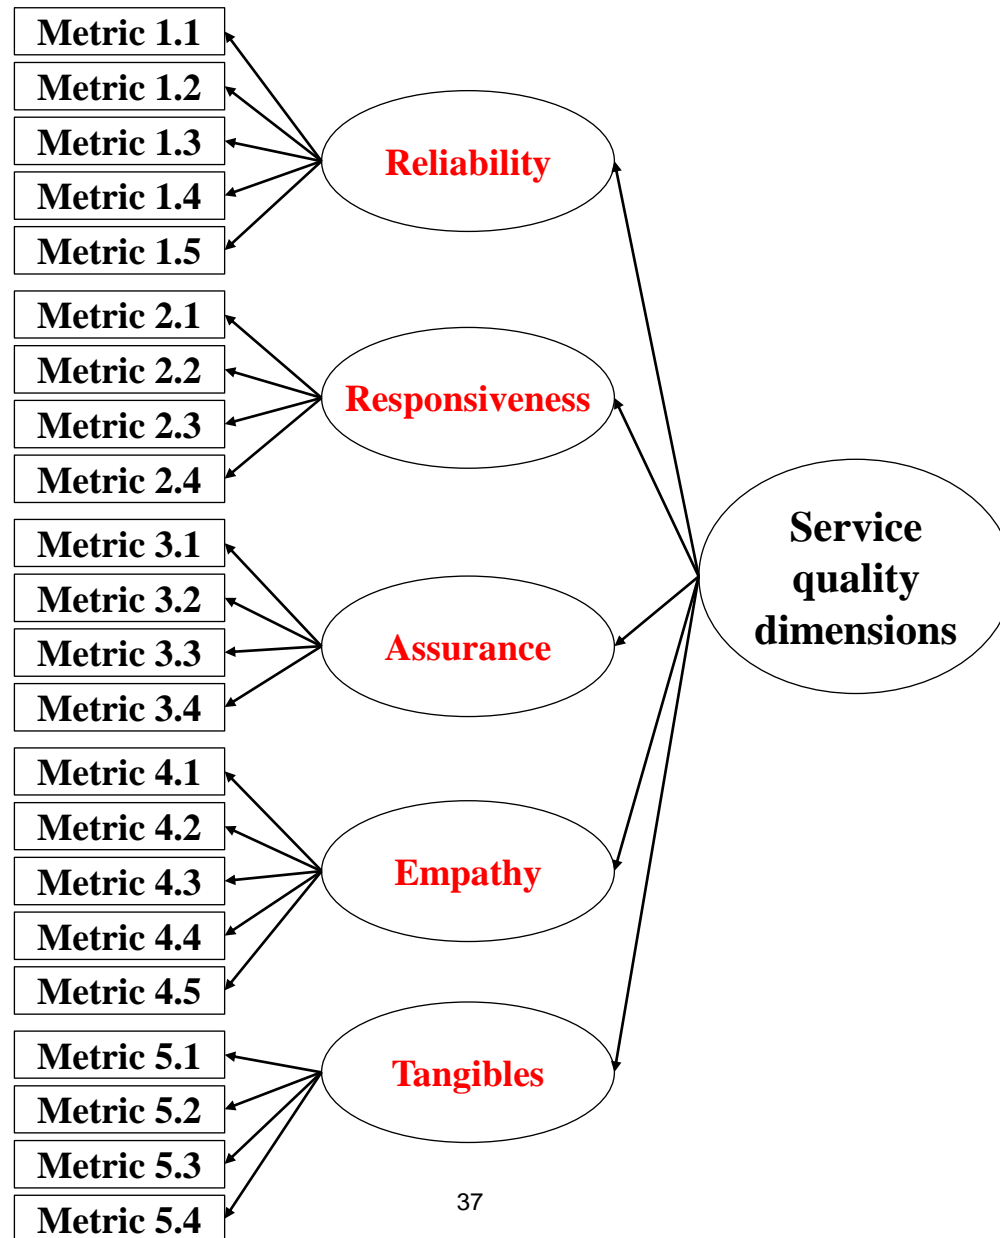 Metric 1.1
Metric 1.2
Metric 1.3
Metric 1.4
Metric 1.5
Reliability
Metric 2.1
Metric 2.2
Metric 2.3
Metric 2.4
Responsiveness
Metric 3.1
Metric 3.2
Metric 3.3
Metric 3.4
Assurance
Metric 4.1
Metric 4.2
Metric 4.3
Metric 4.4
Metric 4.5
Empathy
Metric 5.1
Metric 5.2
Metric 5.3
Metric 5.4
Tangibles
Service
quality
dimensions
37